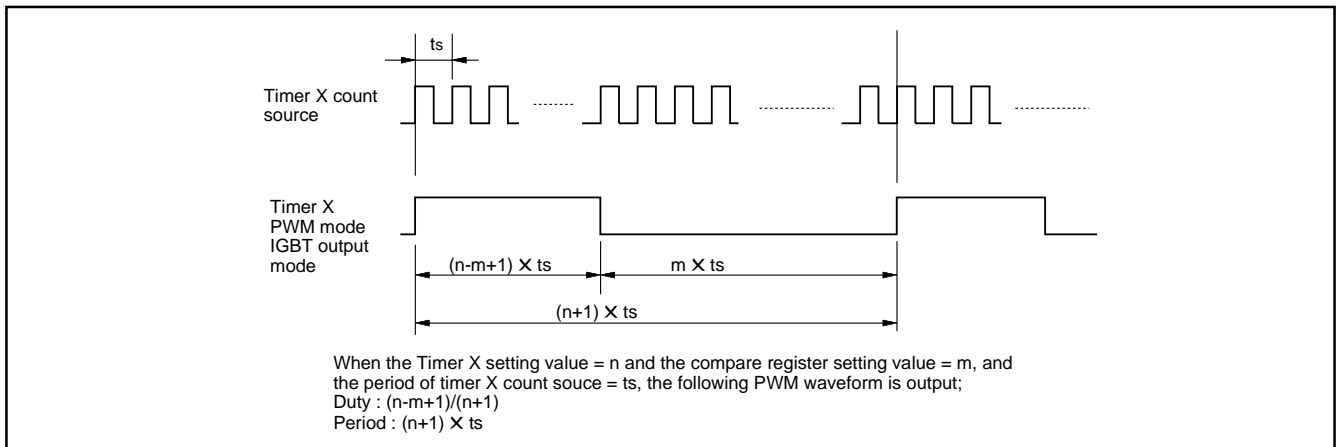 ts
Timer X count
source
Timer X
PWM mode
IGBT output
mode
(n-m+1) X ts
m X ts
(n+1) X ts
When the Timer X setting value = n and the compare register setting value = m, and
the period of timer X count souce = ts, the following PWM waveform is output;
Duty : (n-m+1)/(n+1)
Period : (n+1) X ts